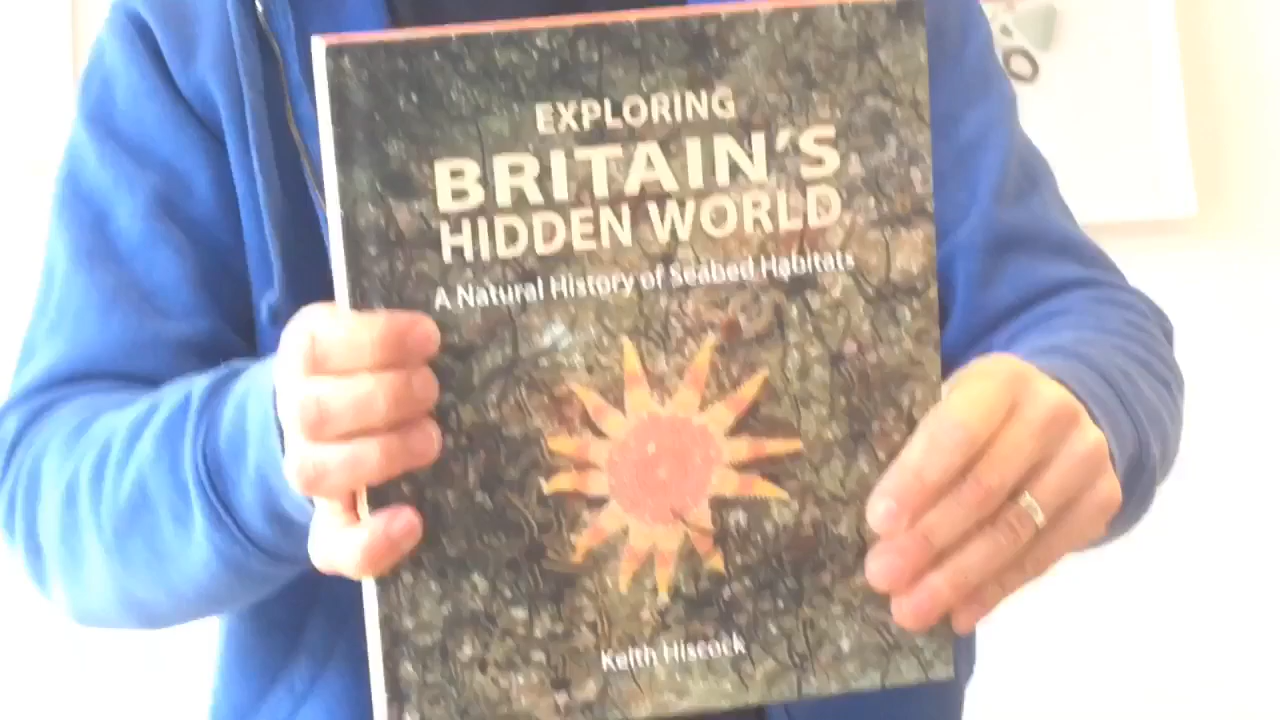 EXPLORING
BRITAIN'S
HIDDEN WORLD
A Natural History of Seabed Habitats
Keith Hiscock